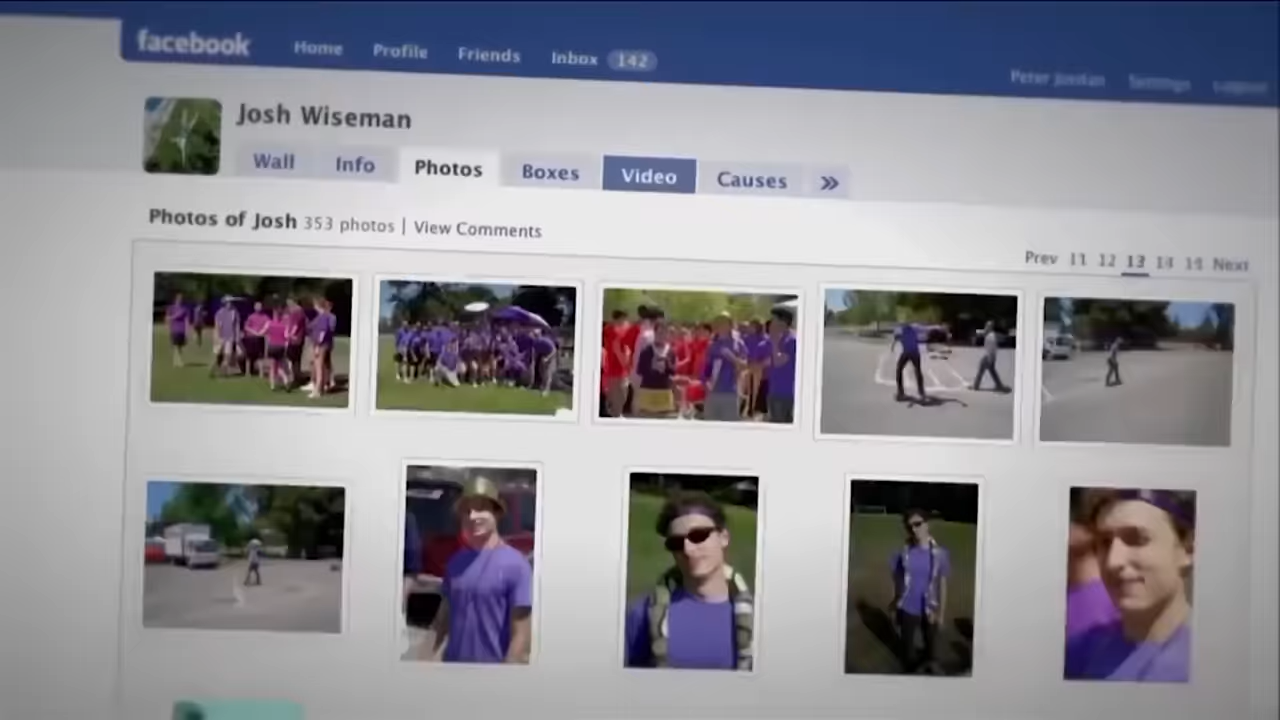 facebook Home Profile Friends Inbox 142
Josh Wiseman
Wall Info Photos Boxes Video Causes »
Photos of Josh 353 photos | View Comments
Prev 11 12 13 14 Next